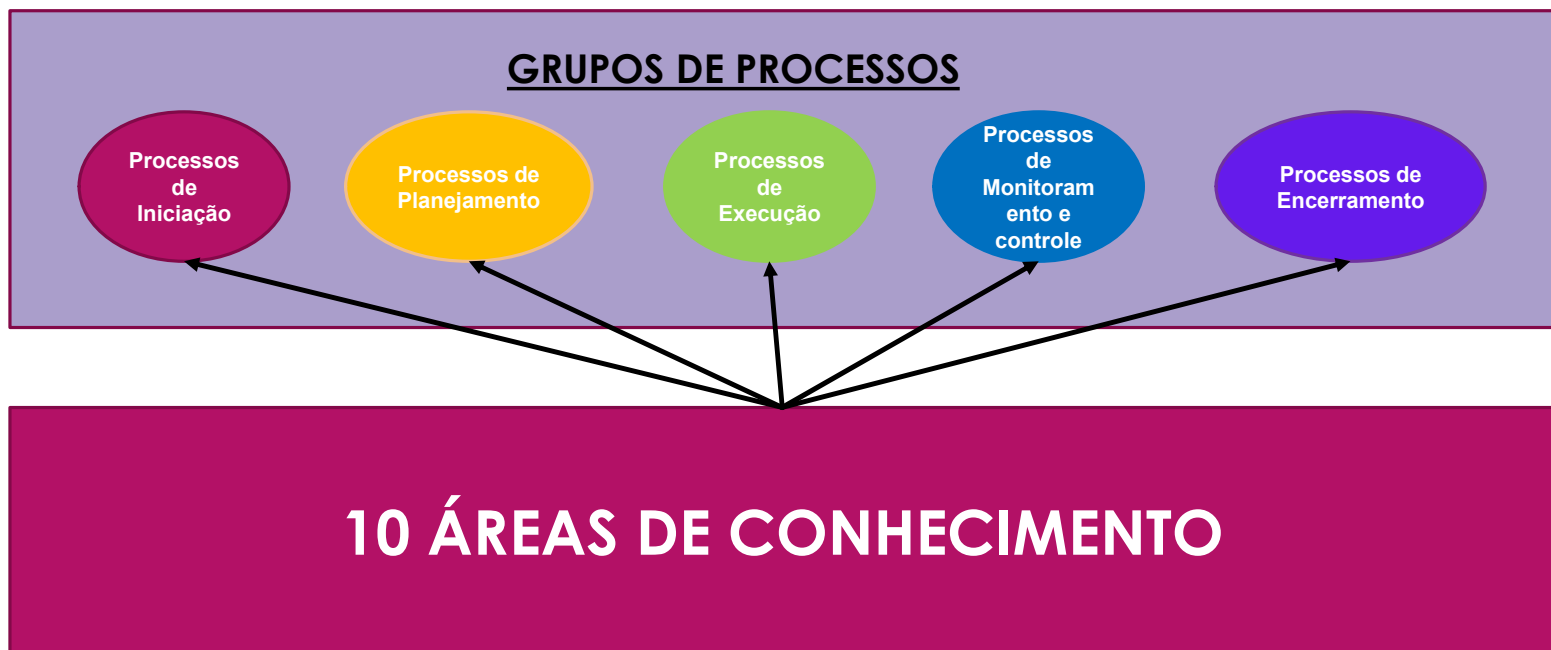 GRUPOS DE PROCESSOS
Processos
de
Iniciação
Processos de
Planejamento
Processos
de
Execução
Processos
de
Monitoram
ento e
controle
Processos de
Encerramento
10 ÁREAS DE CONHECIMENTO